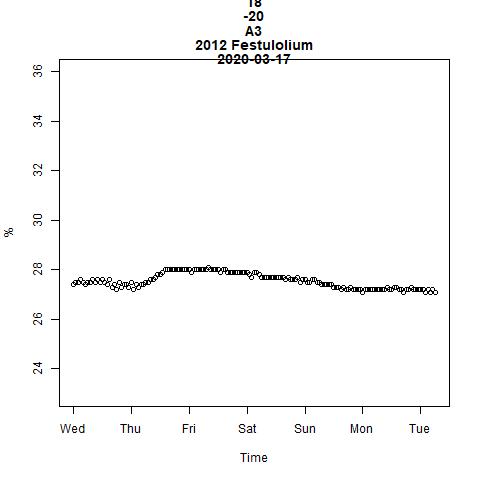 18
-20
A3
2012 Festulolium
2020-03-17
36
34
32
30
28
26
24
%
Wed Thu Fri Sat Sun Mon Tue
Time